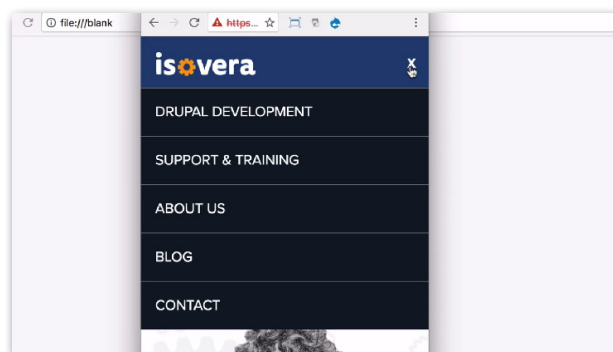 file:///blank
https...
isovera
x
DRUPAL DEVELOPMENT
SUPPORT & TRAINING
ABOUT US
BLOG
CONTACT